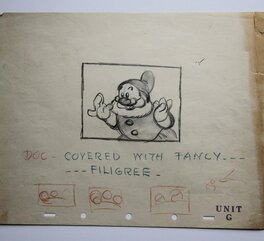 DOC - COVERED WITH FANCY ---
--- FILIGREE -
UNIT
G